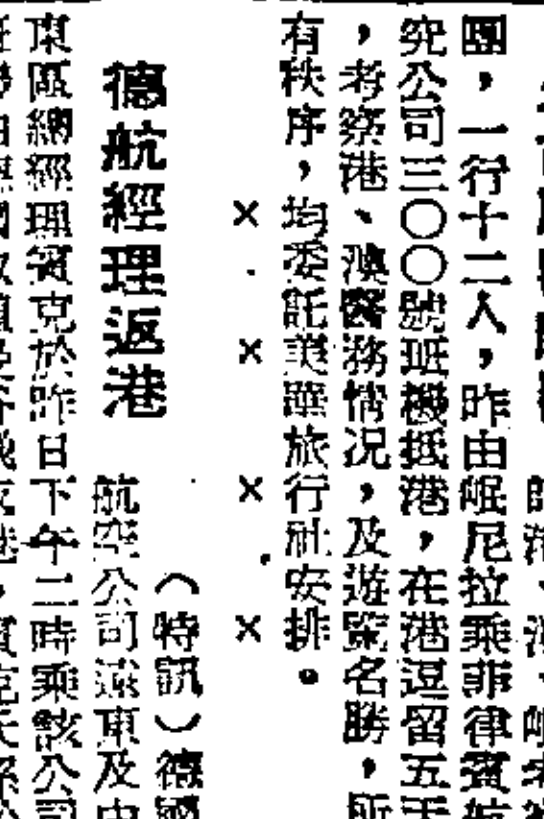 團，一行十二人，昨由岷尼拉乘菲律賓航
究公司三〇〇號班機抵港，在港逗留五天
，考察港、澳醫務情况，及遊覽名勝，所
有秩序，均委託美華旅行社安排。
××××
德航經理返港
（特訊）德國
航空公司遠東及中
東區總經理賓克於昨日下午二時乘該公司